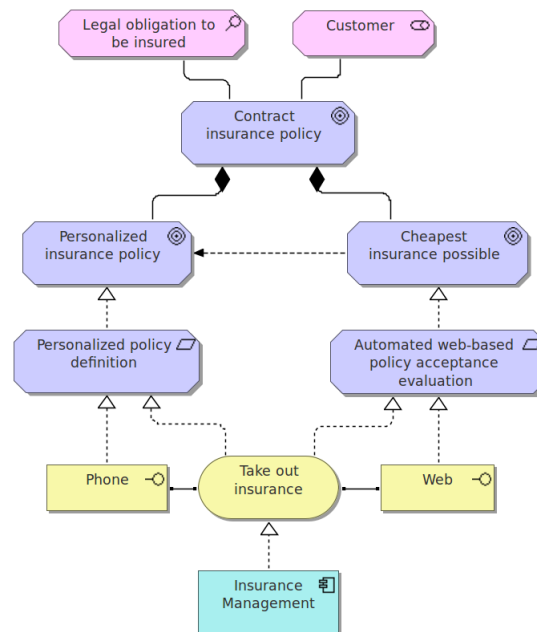 Legal obligation to
be insured
Customer
Contract
insurance policy
Personalized
insurance policy
Cheapest
insurance possible
Personalized policy
definition
Automated web-based
policy acceptance
evaluation
Phone
Take out
insurance
Web
Insurance
Management